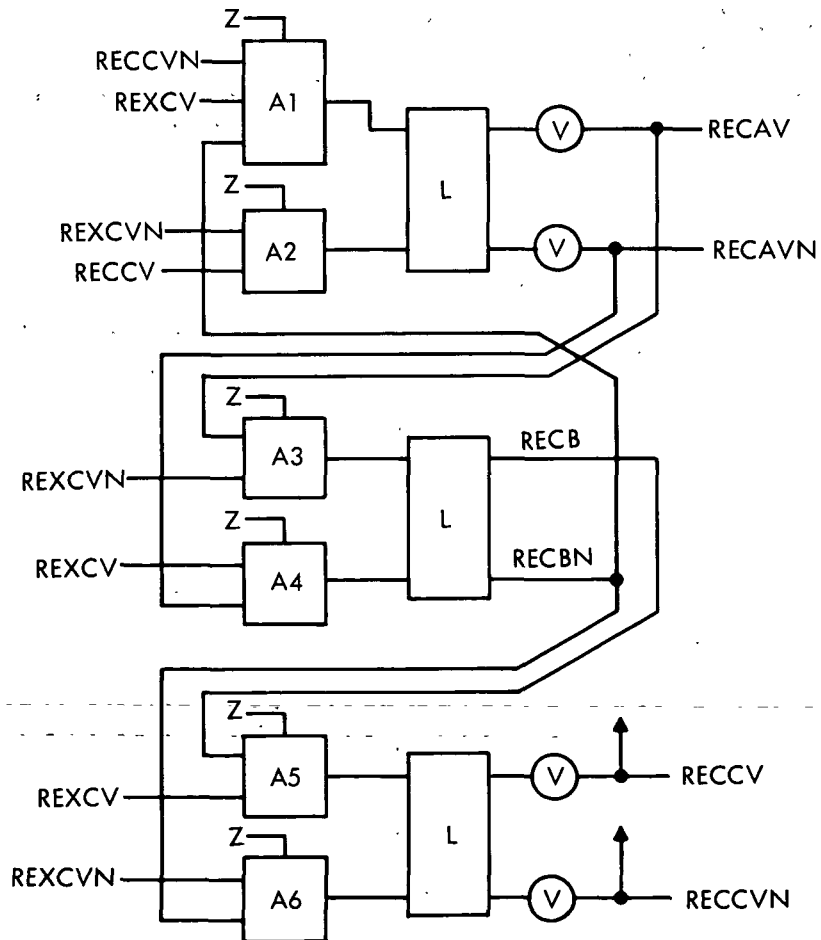 Z
RECCVN
REXCV
A1
V
RECAV
Z
L
REXCVN
A2
V
RECAVN
RECCV
Z
A3
RECB
REXCVN
L
Z
REXCV
A4
RECBN
Z
A5
V
RECCV
REXCV
L
Z
REXCVN
A6
V
RECCVN